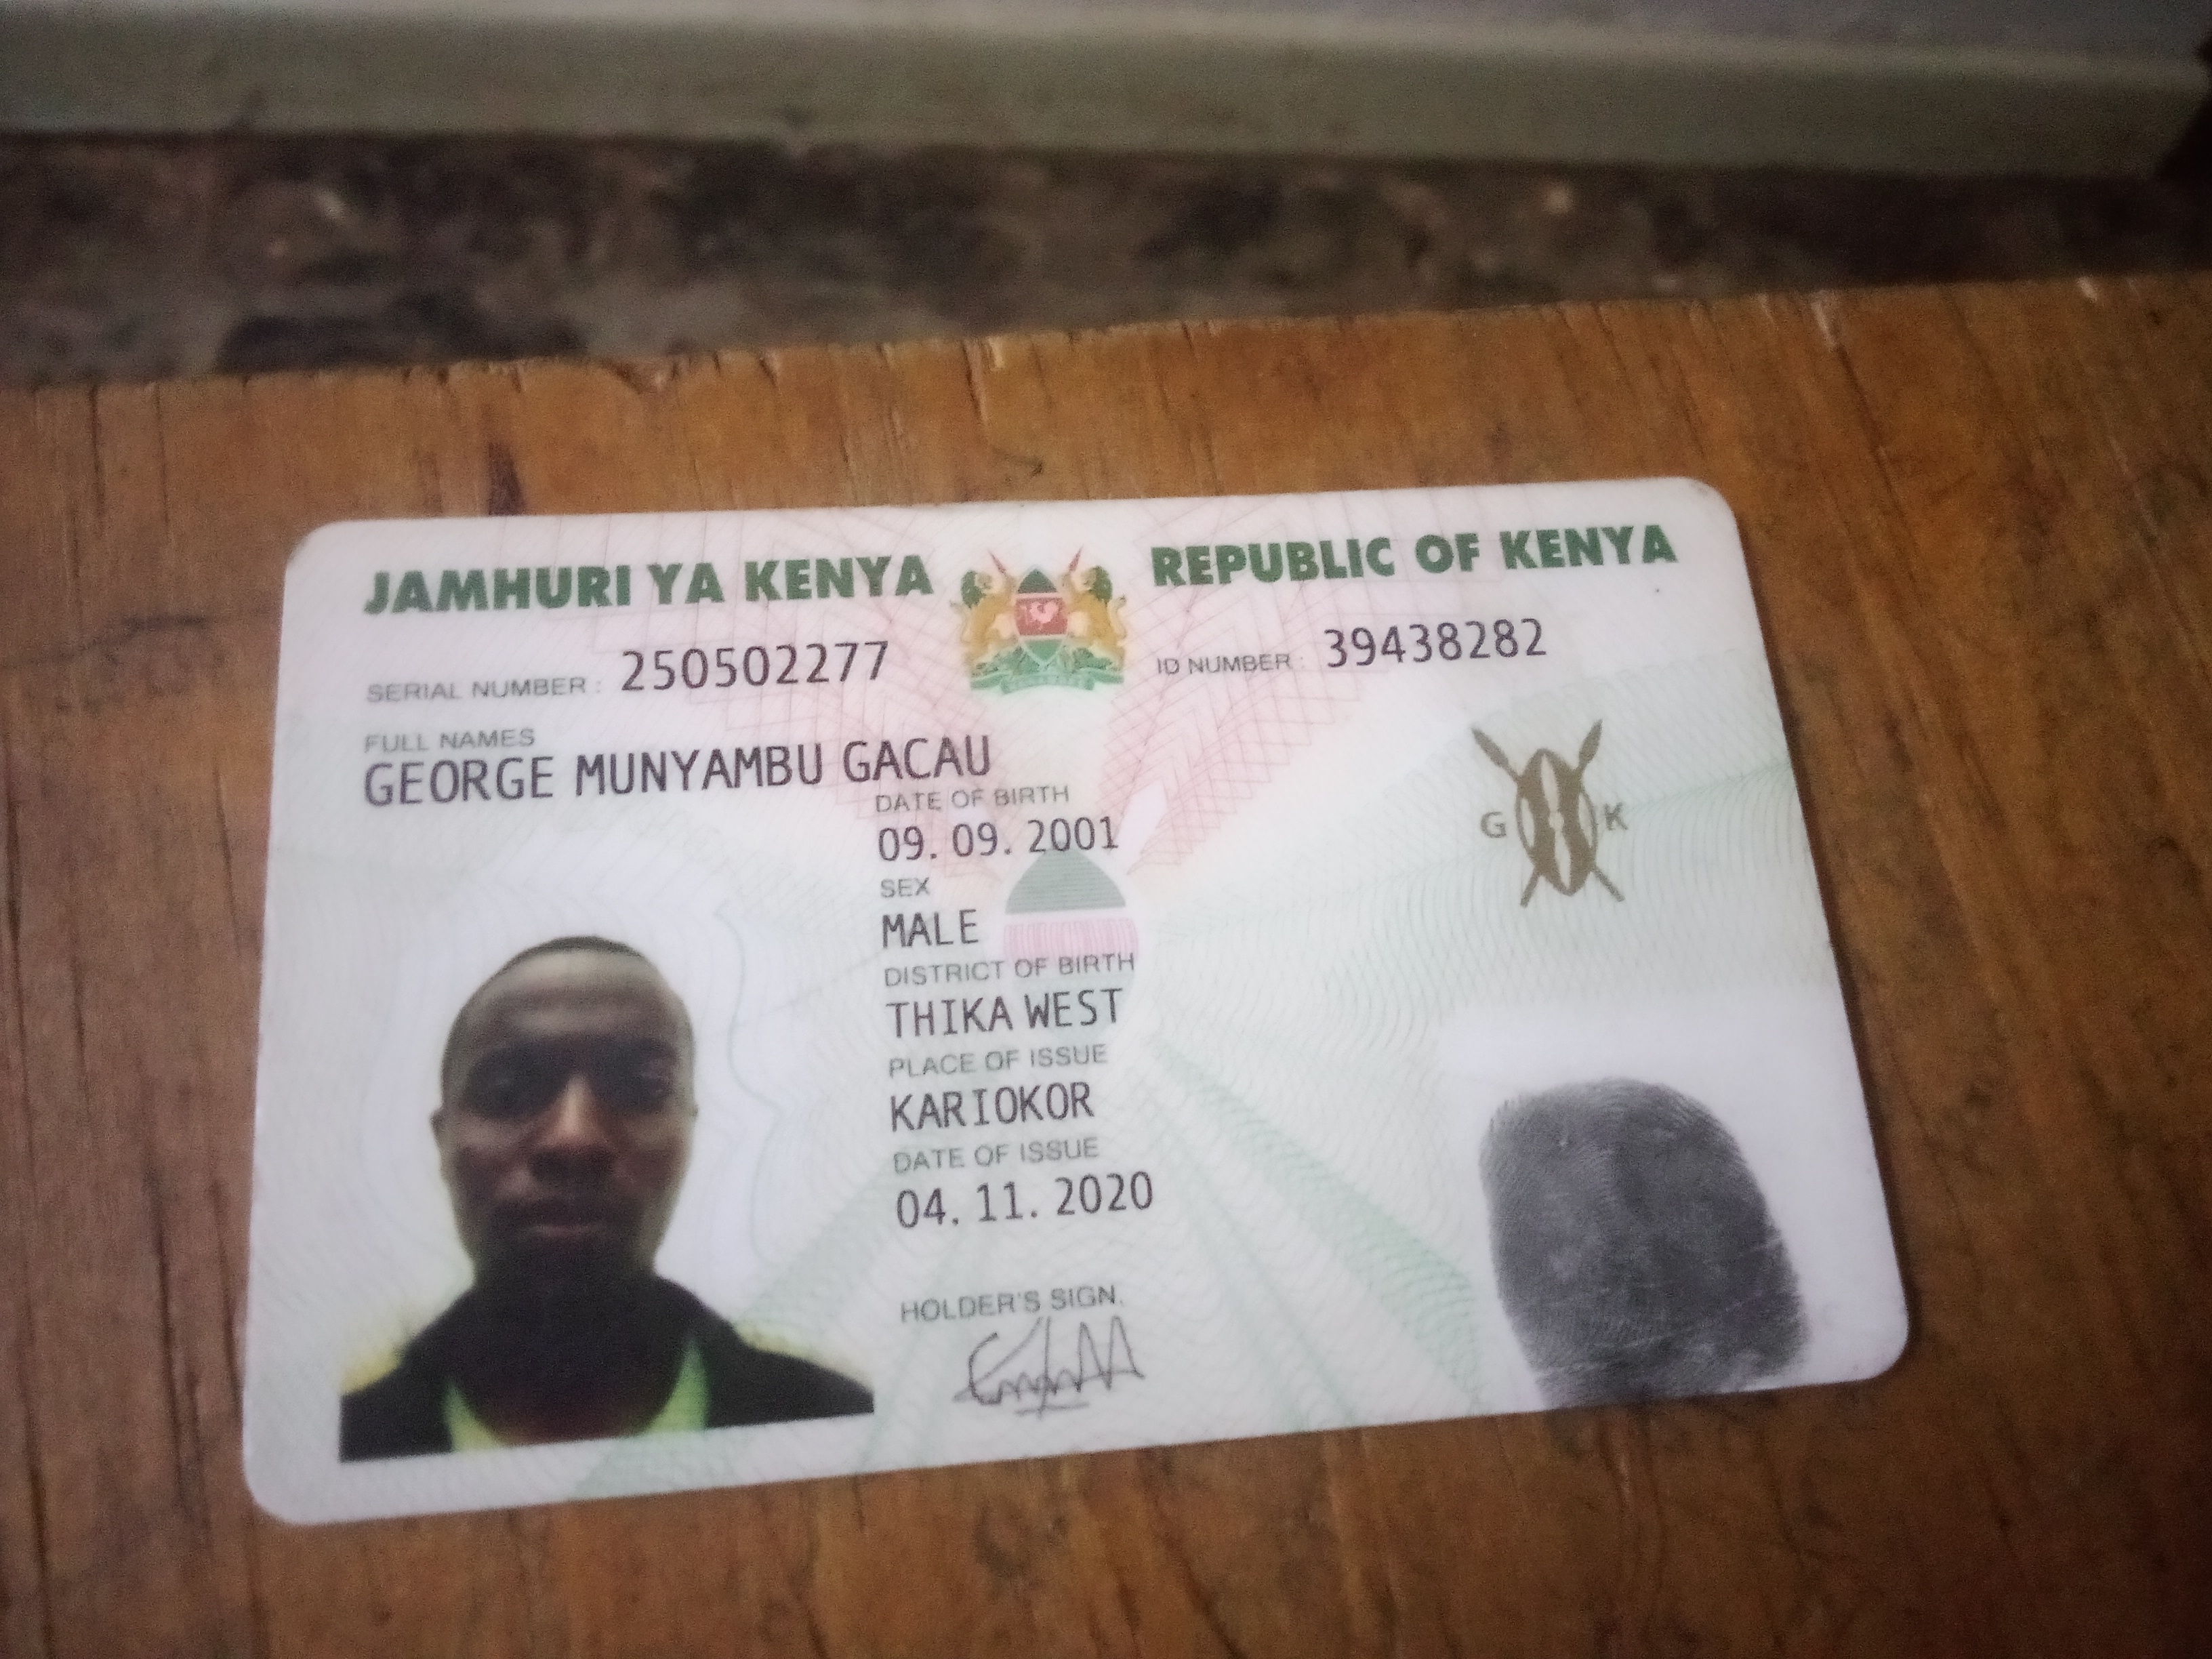 JAMHURI YA KENYA REPUBLIC OF KENYA
SERIAL NUMBER : 250502277 ID NUMBER : 39438282
FULL NAMES
GEORGE MUNYAMBU GACAU
DATE OF BIRTH
09. 09. 2001
G K
SEX
MALE
DISTRICT OF BIRTH
THIKA WEST
PLACE OF ISSUE
KARIOKOR
DATE OF ISSUE
04. 11. 2020
HOLDER'S SIGN.